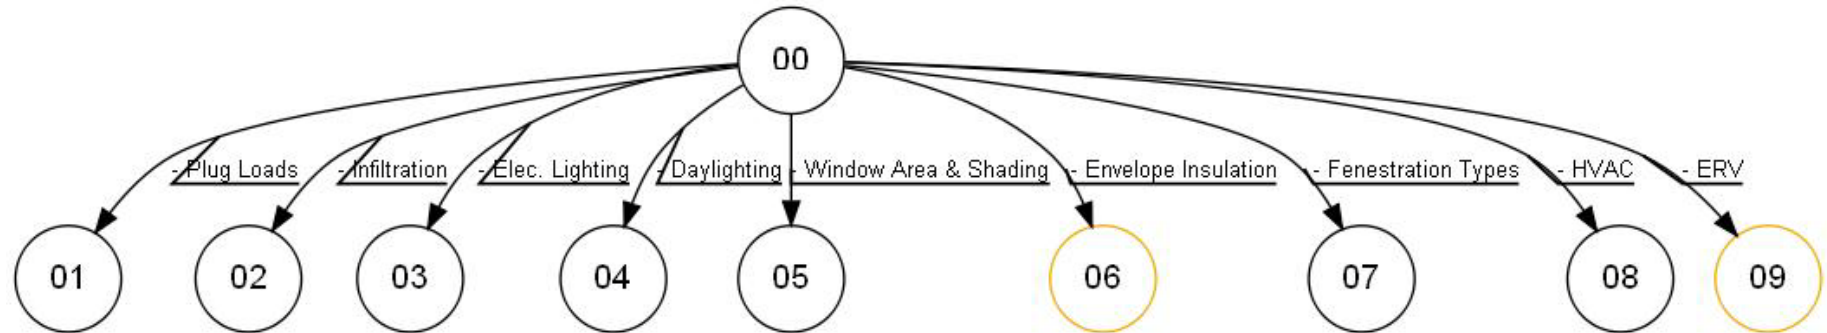 00
- Plug Loads
- Infiltration
- Elec. Lighting
- Daylighting
- Window Area & Shading
- Envelope Insulation
- Fenestration Types
- HVAC
- ERV
01
02
03
04
05
06
07
08
09